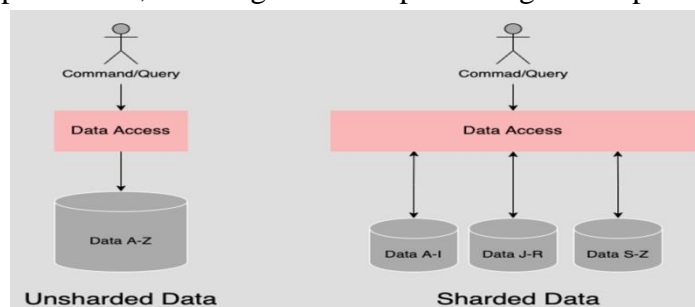 Command/Query
Data Access
Data A-Z
Unsharded Data
Commad/Query
Data Access
Data A-I
Data J-R
Data S-Z
Sharded Data